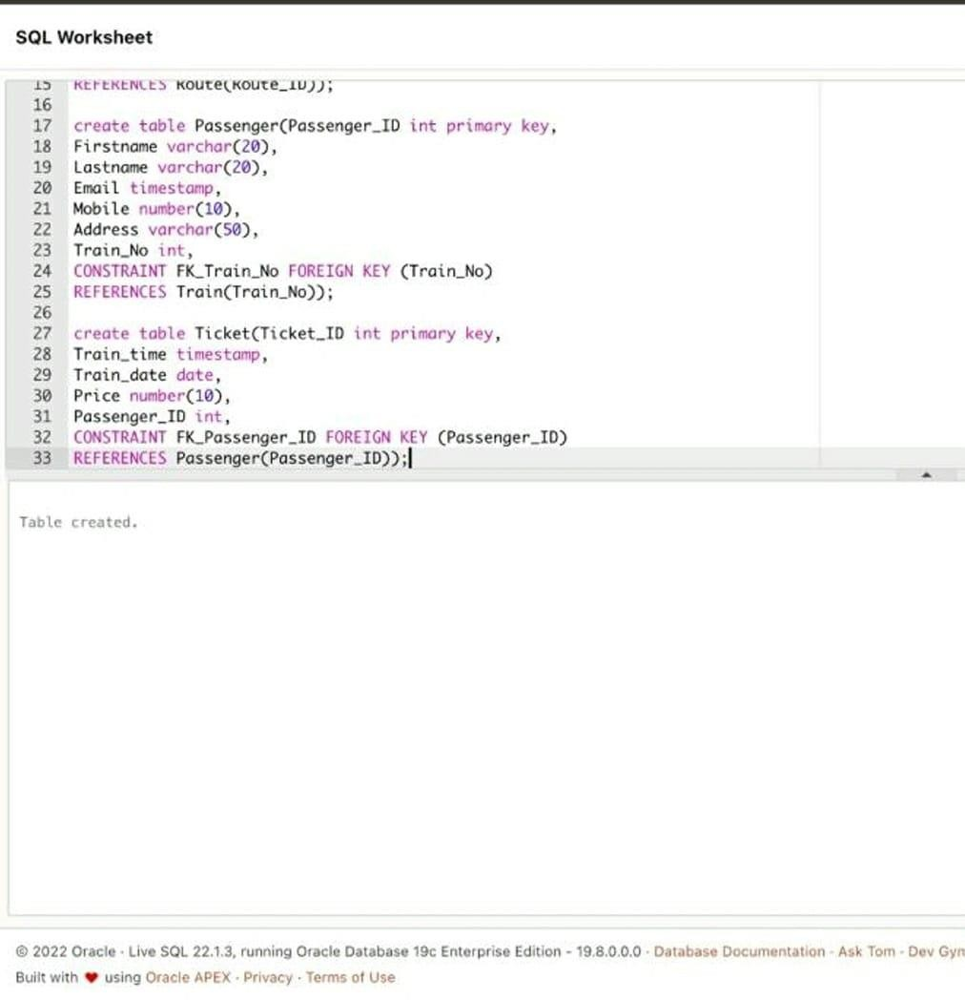 SQL Worksheet
15 REFERENCES Route(Route_ID));
16
17 create table Passenger(Passenger_ID int primary key,
18 Firstname varchar(20),
19 Lastname varchar(20),
20 Email timestamp,
21 Mobile number(10),
22 Address varchar(50),
23 Train_No int,
24 CONSTRAINT FK_Train_No FOREIGN KEY (Train_No)
25 REFERENCES Train(Train_No));
26
27 create table Ticket(Ticket_ID int primary key,
28 Train_time timestamp,
29 Train_date date,
30 Price number(10),
31 Passenger_ID int,
32 CONSTRAINT FK_Passenger_ID FOREIGN KEY (Passenger_ID)
33 REFERENCES Passenger(Passenger_ID));
Table created.
© 2022 Oracle · Live SQL 22.1.3, running Oracle Database 19c Enterprise Edition - 19.8.0.0.0 · Database Documentation · Ask Tom · Dev Gym
Built with ♥ using Oracle APEX · Privacy · Terms of Use